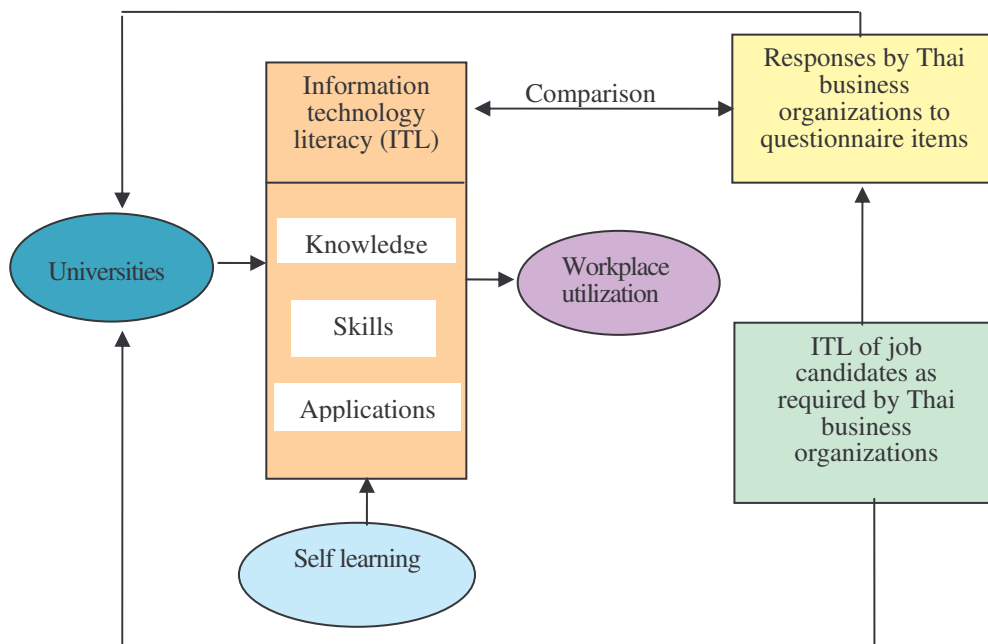 Information
technology
literacy (ITL)
Comparison
Responses by Thai
business
organizations to
questionnaire items
Universities
Knowledge
Skills
Applications
Workplace
utilization
ITL of job
candidates as
required by Thai
business
organizations
Self learning